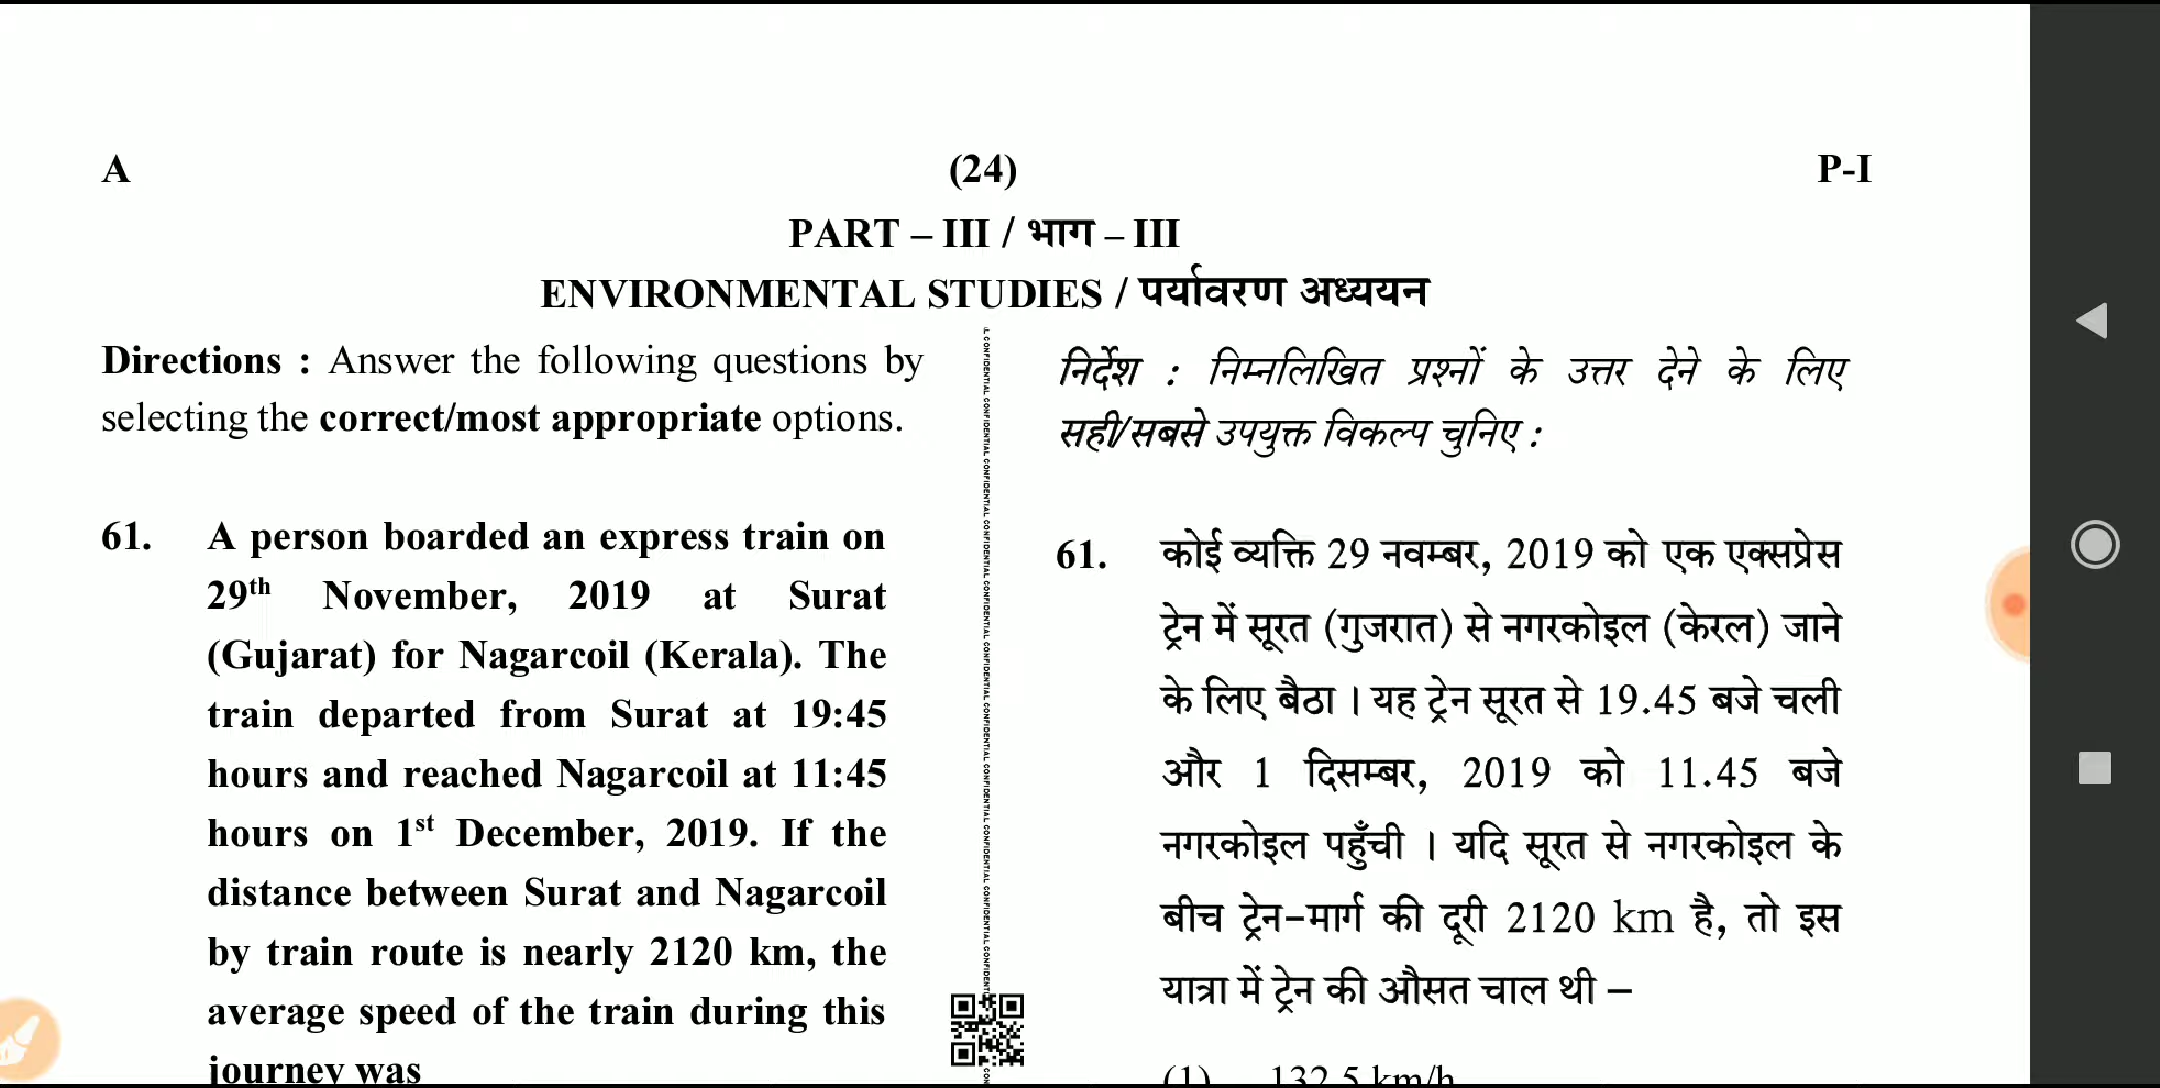 A
(24)
P-I
PART – III / भाग – III
ENVIRONMENTAL STUDIES / पर्यावरण अध्ययन
Directions : Answer the following questions by
selecting the correct/most appropriate options.
61. A person boarded an express train on
29th November, 2019 at Surat
(Gujarat) for Nagarcoil (Kerala). The
train departed from Surat at 19:45
hours and reached Nagarcoil at 11:45
hours on 1st December, 2019. If the
distance between Surat and Nagarcoil
by train route is nearly 2120 km, the
average speed of the train during this
journey was
निर्देश : निम्नलिखित प्रश्नों के उत्तर देने के लिए
सही/सबसे उपयुक्त विकल्प चुनिए :
61. कोई व्यक्ति 29 नवम्बर, 2019 को एक एक्सप्रेस
ट्रेन में सूरत (गुजरात) से नगरकोइल (केरल) जाने
के लिए बैठा । यह ट्रेन सूरत से 19.45 बजे चली
और 1 दिसम्बर, 2019 को 11.45 बजे
नगरकोइल पहुँची । यदि सूरत से नगरकोइल के
बीच ट्रेन-मार्ग की दूरी 2120 km है, तो इस
यात्रा में ट्रेन की औसत चाल थी –
(1) 132.5 km/h